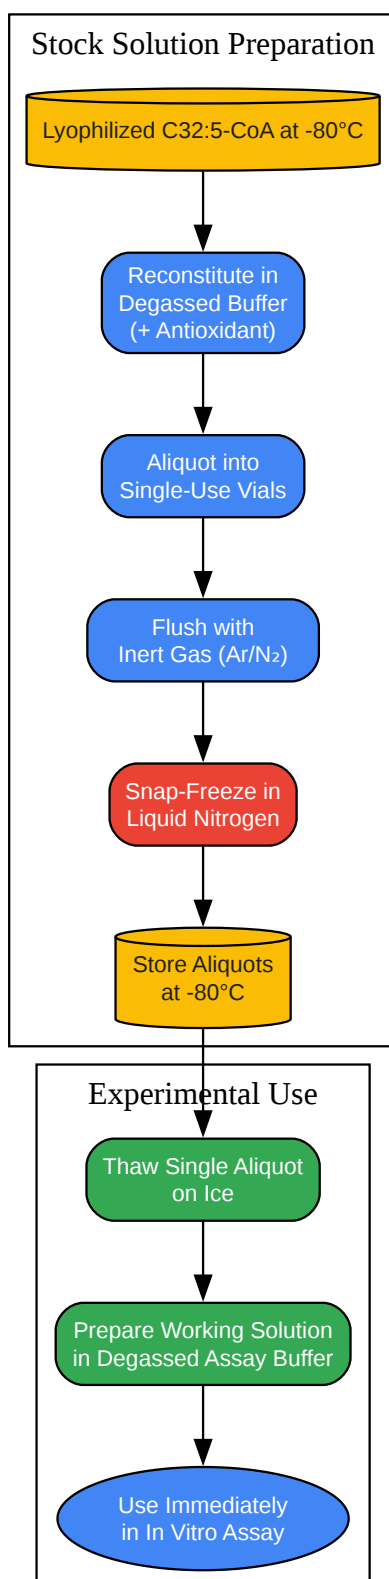 Stock Solution Preparation
Lyophilized C32:5-CoA at -80°C
Reconstitute in
Degassed Buffer
(+ Antioxidant)
Aliquot into
Single-Use Vials
Flush with
Inert Gas (Ar/N₂)
Snap-Freeze in
Liquid Nitrogen
Store Aliquots
at -80°C
Experimental Use
Thaw Single Aliquot
on Ice
Prepare Working Solution
in Degassed Assay Buffer
Use Immediately
in In Vitro Assay